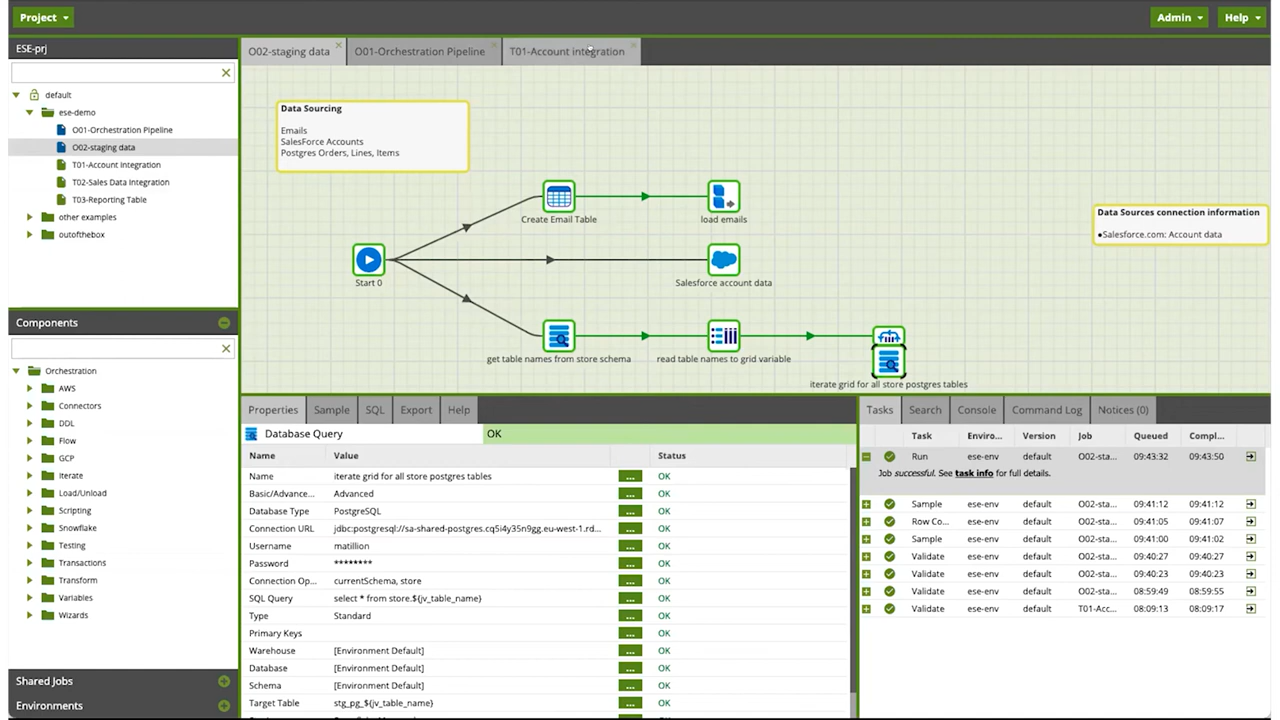 Project
Admin
Help
ESE-prj
default
ese-demo
O01-Orchestration Pipeline
O02-staging data
T01-Account integration
T02-Sales Data Integration
T03-Reporting Table
other examples
outofthebox
Components
Orchestration
AWS
Connectors
DDL
Flow
GCP
Iterate
Load/Unload
Scripting
Snowflake
Testing
Transactions
Transform
Variables
Wizards
Shared Jobs
Environments
O02-staging data
O01-Orchestration Pipeline
T01-Account integration
Data Sourcing
Emails
SalesForce Accounts
Postgres Orders, Lines, Items
Create Email Table
load emails
Start 0
Salesforce account data
get table names from store schema
read table names to grid variable
iterate grid for all store postgres tables
Data Sources connection information
●Salesforce.com: Account data
Properties Sample SQL Export Help
Database Query OK
Name Value Status
Name iterate grid for all store postgres tables ... OK
Basic/Advance... Advanced ... OK
Database Type PostgreSQL ... OK
Connection URL jdbc:postgresql://sa-shared-postgres.cq5i4y35n9gg.eu-west-1.rd... ... OK
Username matillion ... OK
Password ******** ... OK
Connection Op... currentSchema, store ... OK
SQL Query select * from store.${jv_table_name} ... OK
Type Standard ... OK
Primary Keys ... OK
Warehouse [Environment Default] ... OK
Database [Environment Default] ... OK
Schema [Environment Default] ... OK
Target Table stg_pg_${jv_table_name} ... OK
Tasks Search Console Command Log Notices (0)
Task Enviro... Version Job Queued Compl...
Run ese-env default O02-sta... 09:43:32 09:43:50
Job successful. See task info for full details.
Sample ese-env default O02-sta... 09:41:12 09:41:12
Row Co... ese-env default O02-sta... 09:41:05 09:41:07
Sample ese-env default O02-sta... 09:41:00 09:41:02
Validate ese-env default O02-sta... 09:40:27 09:40:27
Validate ese-env default O02-sta... 09:40:23 09:40:23
Validate ese-env default O02-sta... 08:59:49 08:59:55
Validate ese-env default T01-Acc... 08:09:13 08:09:17